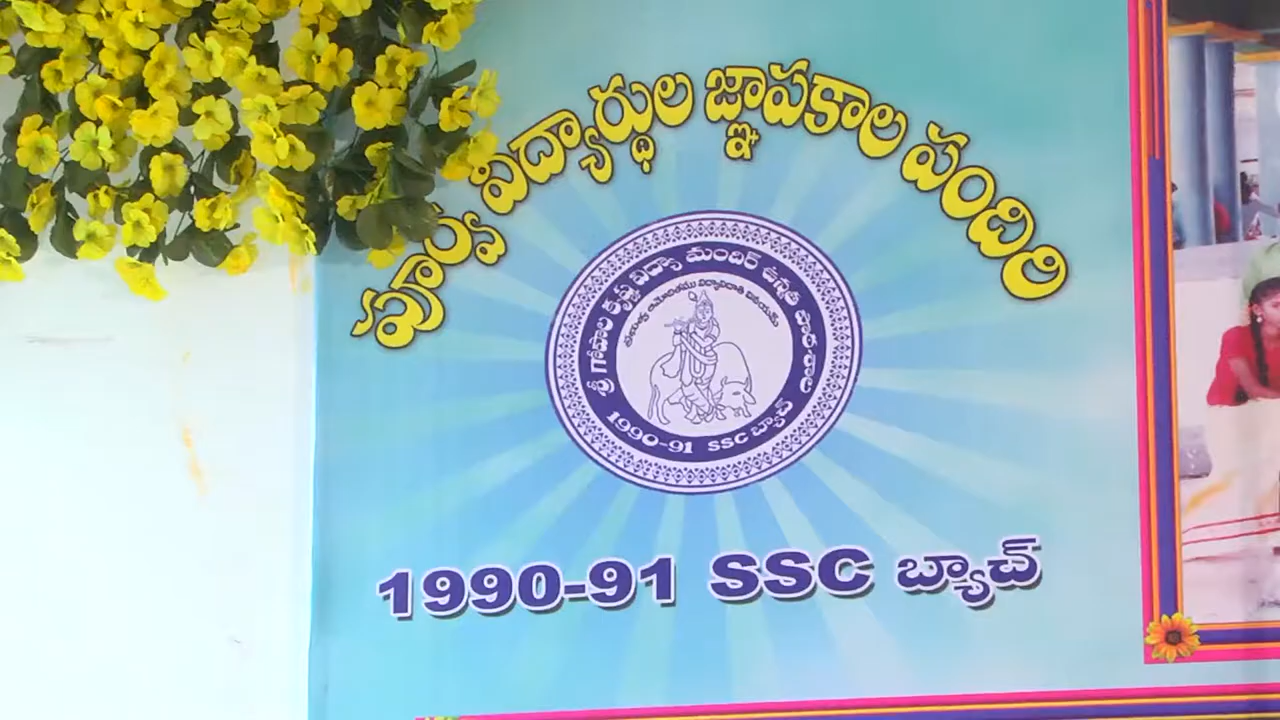 పూర్వ విద్యార్థుల జ్ఞాపకాల పందిరి
శ్రీ గోపాల కృష్ణ విద్యా మందిర్ ఉన్నత పాఠశాల
1990-91 SSC బ్యాచ్
1990-91 SSC బ్యాచ్